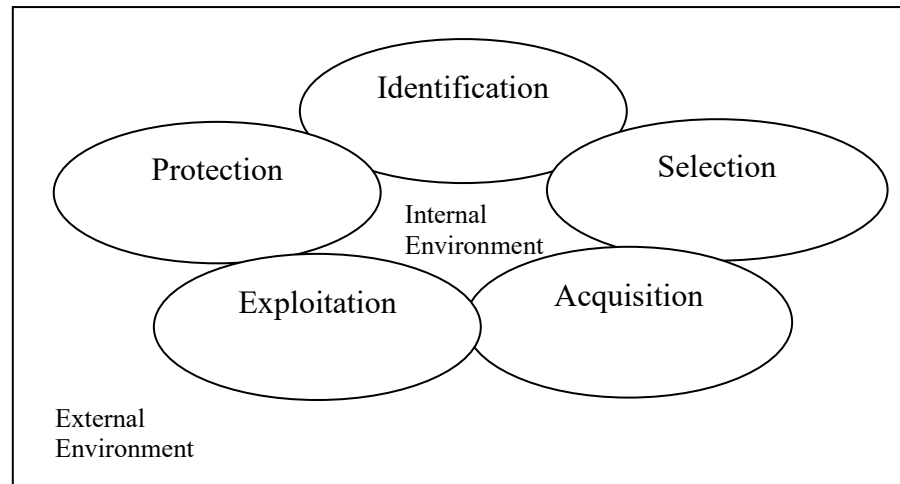 Identification
Protection
Selection
Internal
Environment
Exploitation
Acquisition
External
Environment